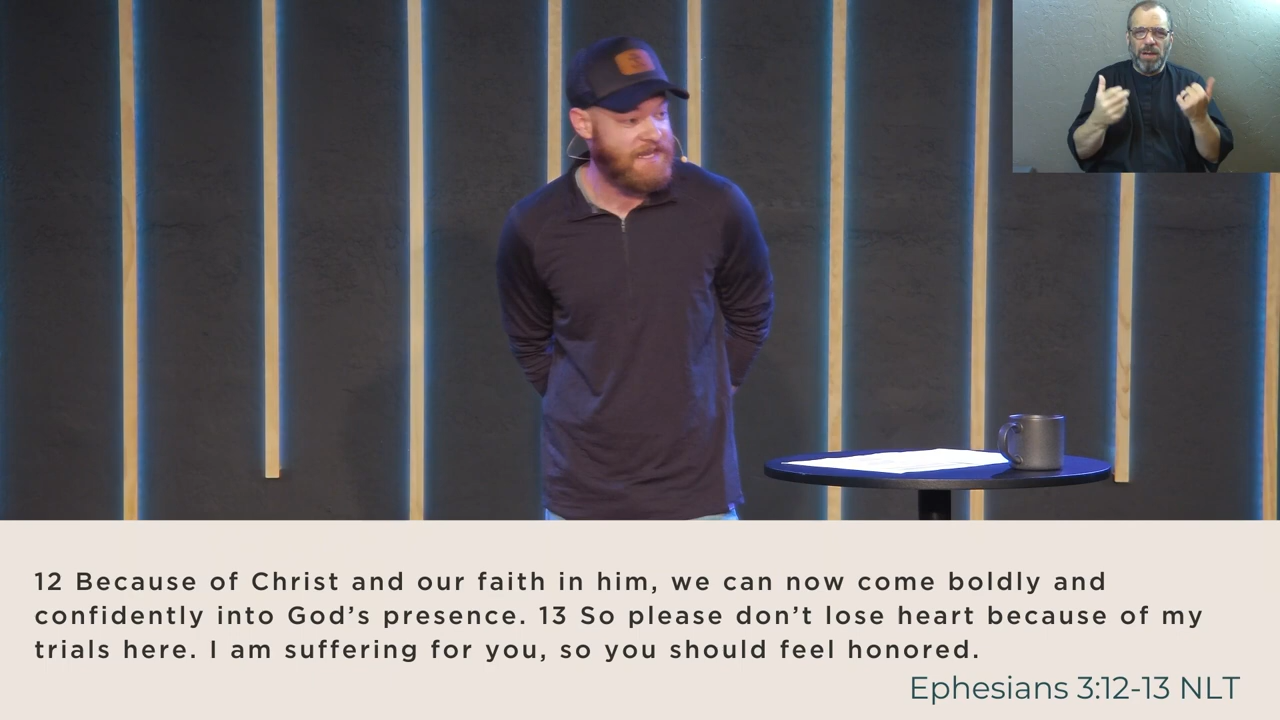 12 Because of Christ and our faith in him, we can now come boldly and
confidently into God’s presence. 13 So please don’t lose heart because of my
trials here. I am suffering for you, so you should feel honored.
Ephesians 3:12-13 NLT